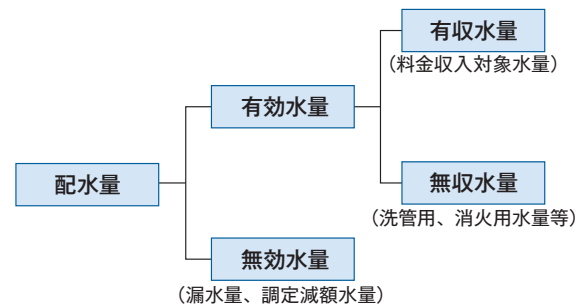 有収水量
（料金収入対象水量）
有効水量
配水量
無収水量
（洗管用、消火用水量等）
無効水量
（漏水量、調定減額水量）